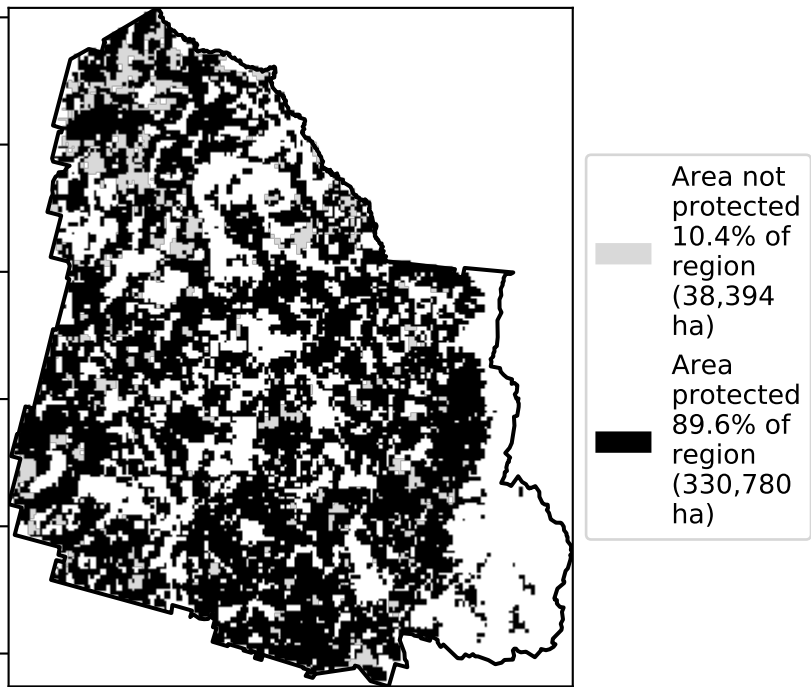 Area not
protected
10.4% of
region
(38,394
ha)
Area
protected
89.6% of
region
(330,780
ha)